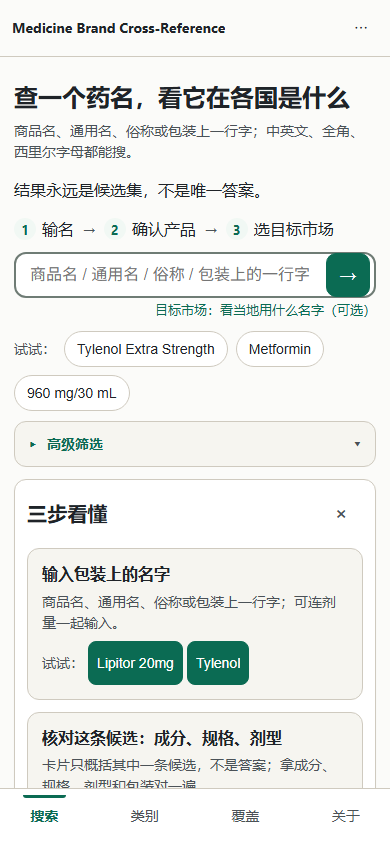 Medicine Brand Cross-Reference ⋯
查一个药名，看它在各国是什么
商品名、通用名、俗称或包装上一行字；中英文、全角、
西里尔字母都能搜。
结果永远是候选集，不是唯一答案。
1 输名 → 2 确认产品 → 3 选目标市场
商品名 / 通用名 / 俗称 / 包装上的一行字 →
目标市场：看当地用什么名字（可选）
试试： Tylenol Extra Strength Metformin
960 mg/30 mL
▸ 高级筛选 ▾
三步看懂 ×
输入包装上的名字
商品名、通用名、俗称或包装上一行字；可连剂
量一起输入。
试试： Lipitor 20mg Tylenol
核对这条候选：成分、规格、剂型
卡片只概括其中一条候选，不是答案；拿成分、
规格、剂型和包装对一遍
搜索 类别 覆盖 关于